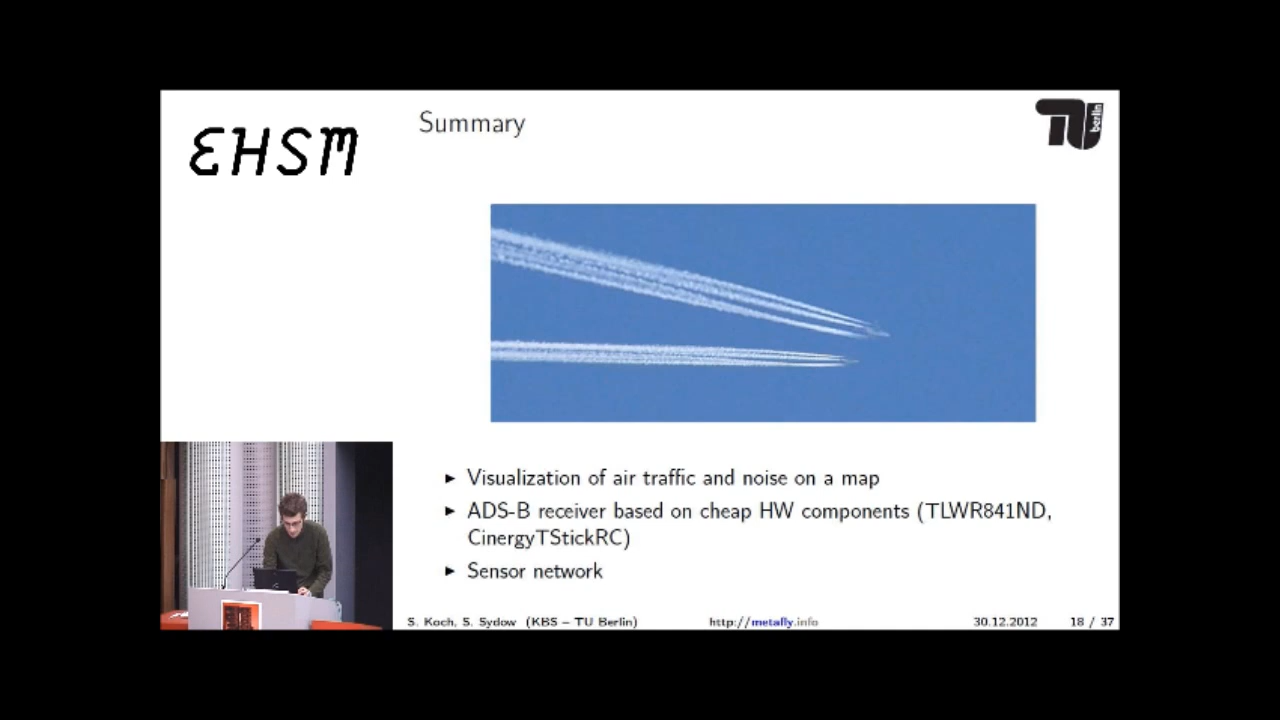 EHSM
Summary
TU berlin
► Visualization of air traffic and noise on a map
► ADS-B receiver based on cheap HW components (TLWR841ND,
CinergyTStickRC)
► Sensor network
S. Koch, S. Sydow (KBS – TU Berlin) http://metafly.info 30.12.2012 18 / 37